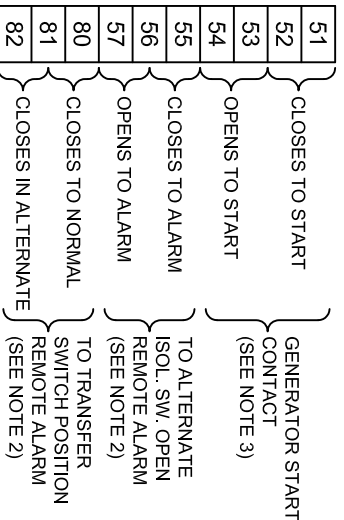 51
52
53
54
55
56
57
80
81
82
CLOSES TO START
OPENS TO START
CLOSES TO ALARM
OPENS TO ALARM
CLOSES TO NORMAL
CLOSES IN ALTERNATE
GENERATOR START
CONTACT
(SEE NOTE 3)
TO ALTERNATE
ISOL. SW. OPEN
REMOTE ALARM
(SEE NOTE 2)
TO TRANSFER
SWITCH POSITION
REMOTE ALARM
(SEE NOTE 2)